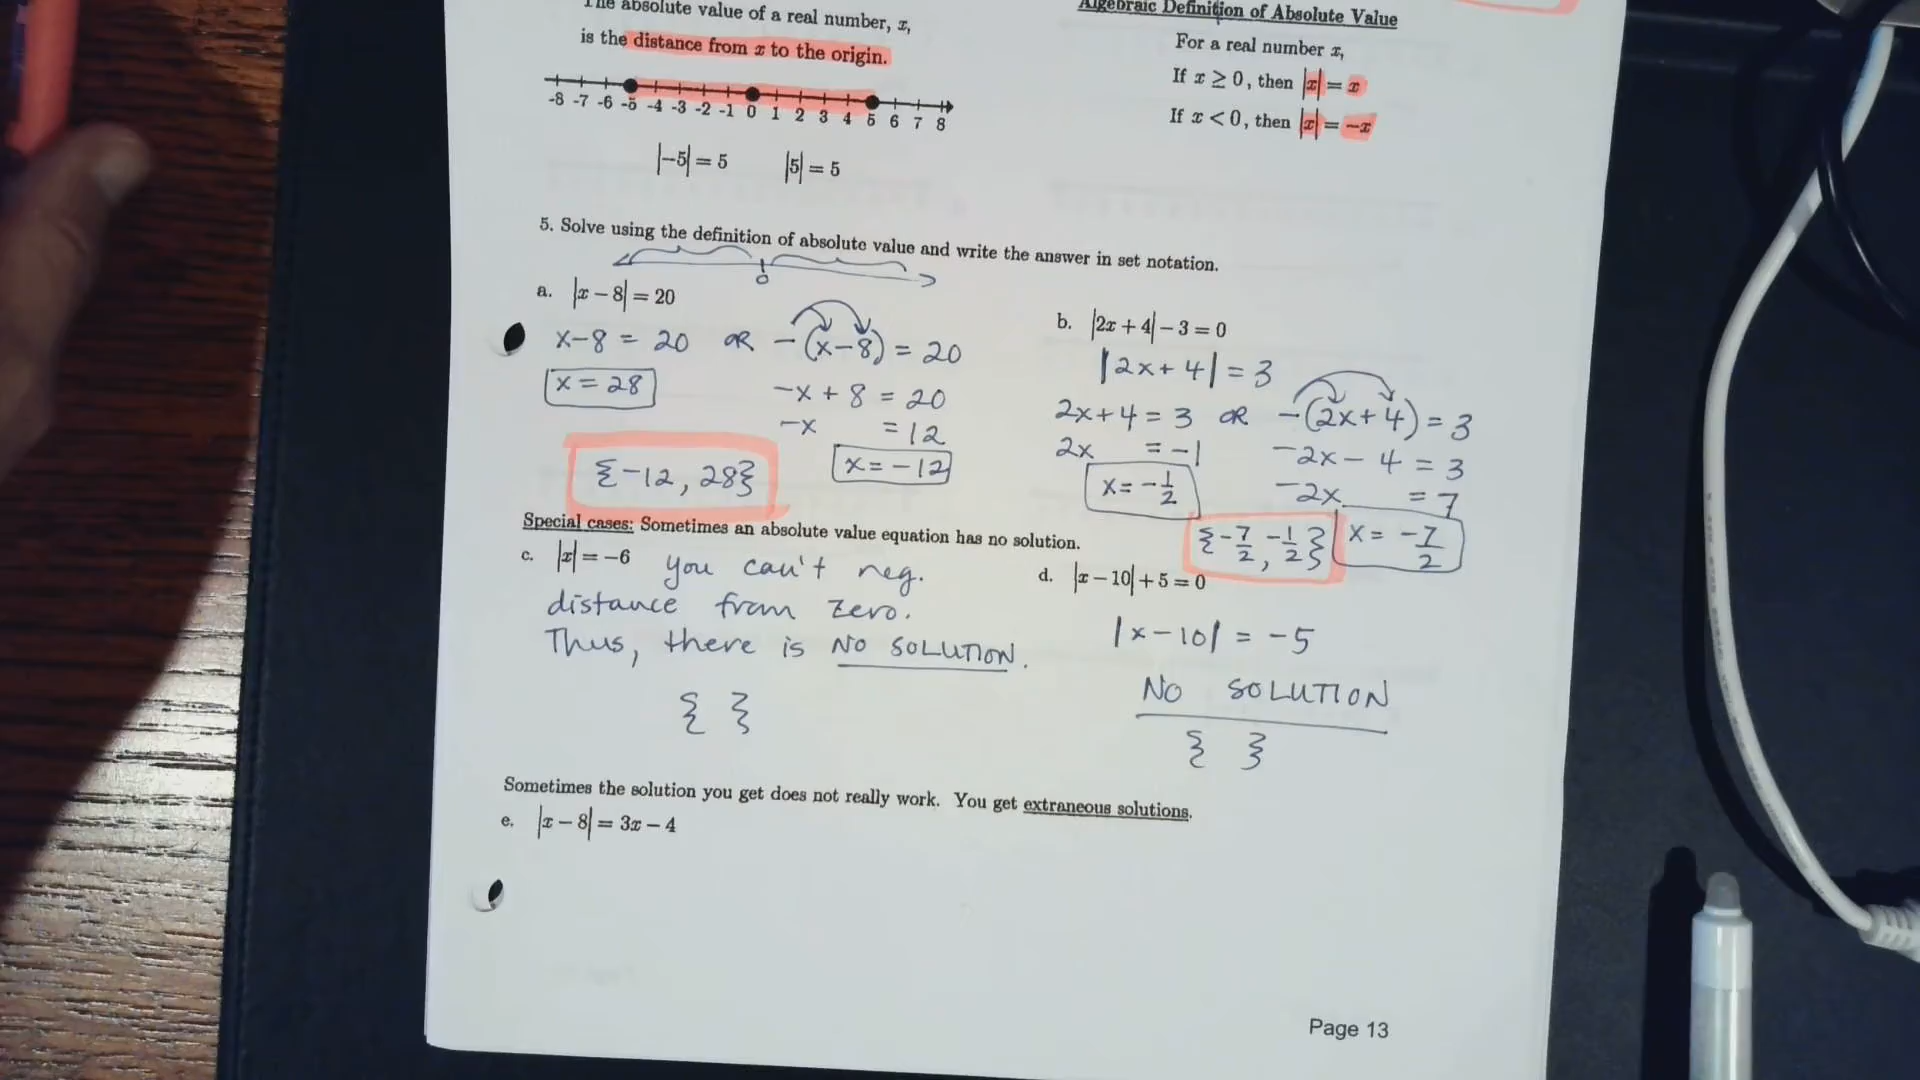 The absolute value of a real number, x,
is the distance from x to the origin.
-8 -7 -6 -5 -4 -3 -2 -1 0 1 2 3 4 5 6 7 8
|-5| = 5 |5| = 5
Algebraic Definition of Absolute Value
For a real number x,
If x ≥ 0, then |x| = x
If x < 0, then |x| = -x
5. Solve using the definition of absolute value and write the answer in set notation.
0
a. |x - 8| = 20
x-8 = 20 OR -(x-8) = 20
x = 28
-x + 8 = 20
-x = 12
x = -12
{-12, 28}
b. |2x + 4| - 3 = 0
|2x+4| = 3
2x+4 = 3 OR -(2x+4) = 3
2x = -1
x = -1/2
-2x - 4 = 3
-2x = 7
x = -7/2
{-7/2, -1/2}
Special cases: Sometimes an absolute value equation has no solution.
c. |x| = -6
you can't neg.
distance from zero.
Thus, there is NO SOLUTION.
{ }
d. |x - 10| + 5 = 0
|x-10| = -5
NO SOLUTION
{ }
Sometimes the solution you get does not really work. You get extraneous solutions.
e. |x - 8| = 3x - 4
Page 13